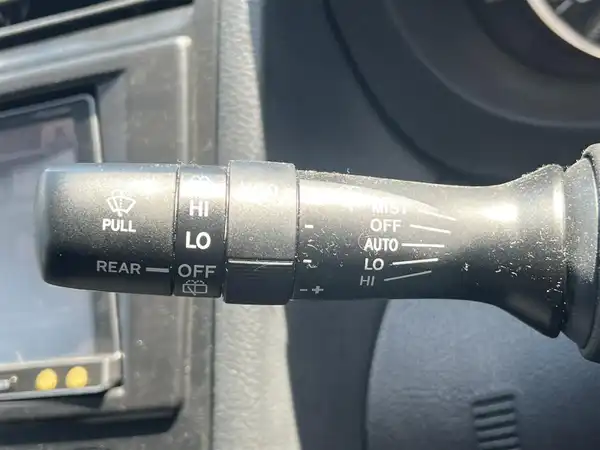 PULL
REAR
HI
LO
OFF
- +
MIST
OFF
AUTO
LO
HI